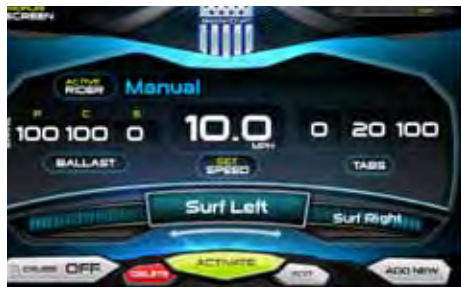 SCREEN
ACTIVE RIDER Manual
P C S
100 100 0
10.0 MPH
0 20 100
BALLAST
SET SPEED
TABS
Surf Left
Surf Right
CRUISE OFF
DELETE
ACTIVATE
EDIT
ADD NEW